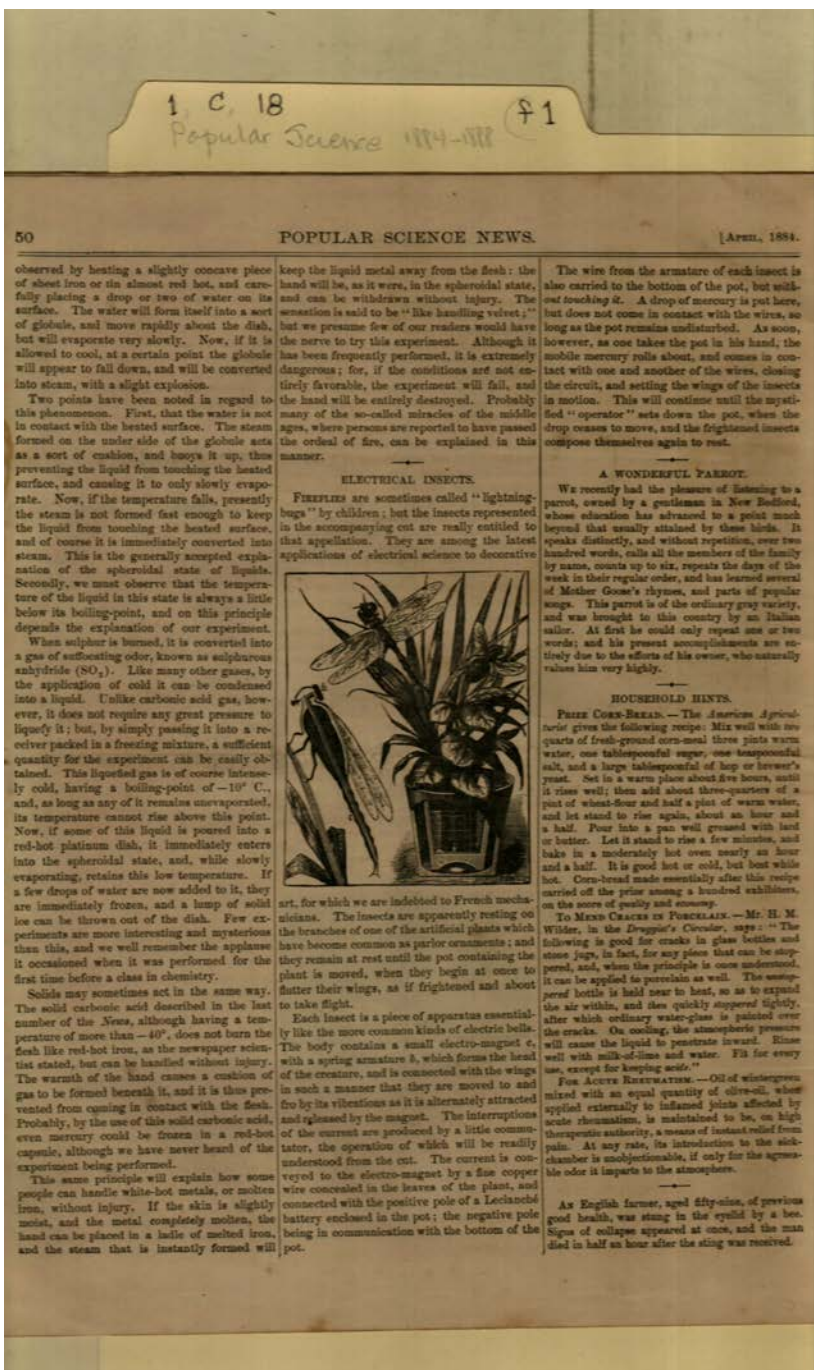 1, C, 18
f 1
Popular Science 1884-1888
50
POPULAR SCIENCE NEWS.
[APRIL, 1884.
observed by heating a slightly concave piece
of sheet iron or tin almost red hot, and care-
fully placing a drop or two of water on its
surface. The water will form itself into a sort
of globule, and move rapidly about the dish,
but will evaporate very slowly. Now, if it is
allowed to cool, at a certain point the globule
will appear to fall down, and will be converted
into steam, with a slight explosion.
Two points have been noted in regard to
this phenomenon. First, that the water is not
in contact with the heated surface. The steam
formed on the under side of the globule acts
as a sort of cushion, and buoys it up, thus
preventing the liquid from touching the heated
surface, and causing it to only slowly evapo-
rate. Now, if the temperature falls, presently
the steam is not formed fast enough to keep
the liquid from touching the heated surface,
and of course it is immediately converted into
steam. This is the generally accepted expla-
nation of the spheroidal state of liquids.
Secondly, we must observe that the tempera-
ture of the liquid in this state is always a little
below its boiling-point, and on this principle
depends the explanation of our experiment.
When sulphur is burned, it is converted into
a gas of suffocating odor, known as sulphurous
anhydride (SO₂). Like many other gases, by
the application of cold it can be condensed
into a liquid. Unlike carbonic acid gas, how-
ever, it does not require any great pressure to
liquefy it; but, by simply passing it into a re-
ceiver packed in a freezing mixture, a sufficient
quantity for the experiment can be easily ob-
tained. This liquefied gas is of course intense-
ly cold, having a boiling-point of —10° C.,
and, as long as any of it remains unevaporated,
its temperature cannot rise above this point.
Now, if some of this liquid is poured into a
red-hot platinum dish, it immediately enters
into the spheroidal state, and, while slowly
evaporating, retains this low temperature. If
a few drops of water are now added to it, they
are immediately frozen, and a lump of solid
ice can be thrown out of the dish. Few ex-
periments are more interesting and mysterious
than this, and we well remember the applause
it occasioned when it was performed for the
first time before a class in chemistry.
Solids may sometimes act in the same way.
The solid carbonic acid described in the last
number of the News, although having a tem-
perature of more than —40°, does not burn the
flesh like red-hot iron, as the newspaper scien-
tist stated, but can be handled without injury.
The warmth of the hand causes a cushion of
gas to be formed beneath it, and it is thus pre-
vented from coming in contact with the flesh.
Probably, by the use of this solid carbonic acid,
even mercury could be frozen in a red-hot
capsule, although we have never heard of the
experiment being performed.
This same principle will explain how some
people can handle white-hot metals, or molten
iron, without injury. If the skin is slightly
moist, and the metal completely molten, the
hand can be placed in a ladle of melted iron,
and the steam that is instantly formed will
keep the liquid metal away from the flesh: the
hand will be, as it were, in the spheroidal state,
and can be withdrawn without injury. The
sensation is said to be "like handling velvet;"
but we presume few of our readers would have
the nerve to try this experiment. Although it
has been frequently performed, it is extremely
dangerous; for, if the conditions are not en-
tirely favorable, the experiment will fail, and
the hand will be entirely destroyed. Probably
many of the so-called miracles of the middle
ages, where persons are reported to have passed
the ordeal of fire, can be explained in this
manner.
ELECTRICAL INSECTS.
FIREFLIES are sometimes called "lightning-
bugs" by children; but the insects represented
in the accompanying cut are really entitled to
that appellation. They are among the latest
applications of electrical science to decorative
art, for which we are indebted to French mecha-
nicians. The insects are apparently resting on
the branches of one of the artificial plants which
have become common as parlor ornaments; and
they remain at rest until the pot containing the
plant is moved, when they begin at once to
flutter their wings, as if frightened and about
to take flight.
Each insect is a piece of apparatus essential-
ly like the more common kinds of electric bells.
The body contains a small electro-magnet c,
with a spring armature b, which forms the head
of the creature, and is connected with the wings
in such a manner that they are moved to and
fro by its vibrations as it is alternately attracted
and released by the magnet. The interruptions
of the current are produced by a little commu-
tator, the operation of which will be readily
understood from the cut. The current is con-
veyed to the electro-magnet by a fine copper
wire concealed in the leaves of the plant, and
connected with the positive pole of a Leclanché
battery enclosed in the pot; the negative pole
being in communication with the bottom of the
pot.
The wire from the armature of each insect is
also carried to the bottom of the pot, but with-
out touching it. A drop of mercury is put here,
but does not come in contact with the wires, so
long as the pot remains undisturbed. As soon,
however, as one takes the pot in his hand, the
mobile mercury rolls about, and comes in con-
tact with one and another of the wires, closing
the circuit, and setting the wings of the insects
in motion. This will continue until the mysti-
fied "operator" sets down the pot, when the
drop ceases to move, and the frightened insects
compose themselves again to rest.
A WONDERFUL PARROT.
WE recently had the pleasure of listening to a
parrot, owned by a gentleman in New Bedford,
whose education has advanced to a point much
beyond that usually attained by these birds. It
speaks distinctly, and without repetition, over two
hundred words, calls all the members of the family
by name, counts up to six, repeats the days of the
week in their regular order, and has learned several
of Mother Goose's rhymes, and parts of popular
songs. This parrot is of the ordinary gray variety,
and was brought to this country by an Italian
sailor. At first he could only repeat one or two
words; and his present accomplishments are en-
tirely due to the efforts of his owner, who naturally
values him very highly.
HOUSEHOLD HINTS.
PRIZE CORN-BREAD. — The American Agricul-
turist gives the following recipe: Mix well with two
quarts of fresh-ground corn-meal three pints warm
water, one tablespoonful sugar, one teaspoonful
salt, and a large tablespoonful of hop or brewer's
yeast. Set in a warm place about five hours, until
it rises well; then add about three-quarters of a
pint of wheat-flour and half a pint of warm water,
and let stand to rise again, about an hour and
a half. Pour into a pan well greased with lard
or butter. Let it stand to rise a few minutes, and
bake in a moderately hot oven nearly an hour
and a half. It is good hot or cold, but best while
hot. Corn-bread made essentially after this recipe
carried off the prize among a hundred exhibitors,
on the score of quality and economy.
TO MEND CRACKS IN PORCELAIN. — Mr. H. M.
Wilder, in the Druggist's Circular, says: "The
following is good for cracks in glass bottles and
stone jugs, in fact, for any piece that can be stop-
pered, and, when the principle is once understood,
it can be applied to porcelain as well. The unstop-
pered bottle is held near to heat, so as to expand
the air within, and then quickly stoppered tightly,
after which ordinary water-glass is painted over
the cracks. On cooling, the atmospheric pressure
will cause the liquid to penetrate inward. Rinse
well with milk-of-lime and water. Fit for every
use, except for keeping acids."
FOR ACUTE RHEUMATISM. — Oil of wintergreen
mixed with an equal quantity of olive-oil, when
applied externally to inflamed joints affected by
acute rheumatism, is maintained to be, on high
therapeutic authority, a means of instant relief from
pain. At any rate, its introduction to the sick-
chamber is unobjectionable, if only for the agreea-
ble odor it imparts to the atmosphere.
AN English farmer, aged fifty-nine, of previous
good health, was stung in the eyelid by a bee.
Signs of collapse appeared at once, and the man
died in half an hour after the sting was received.